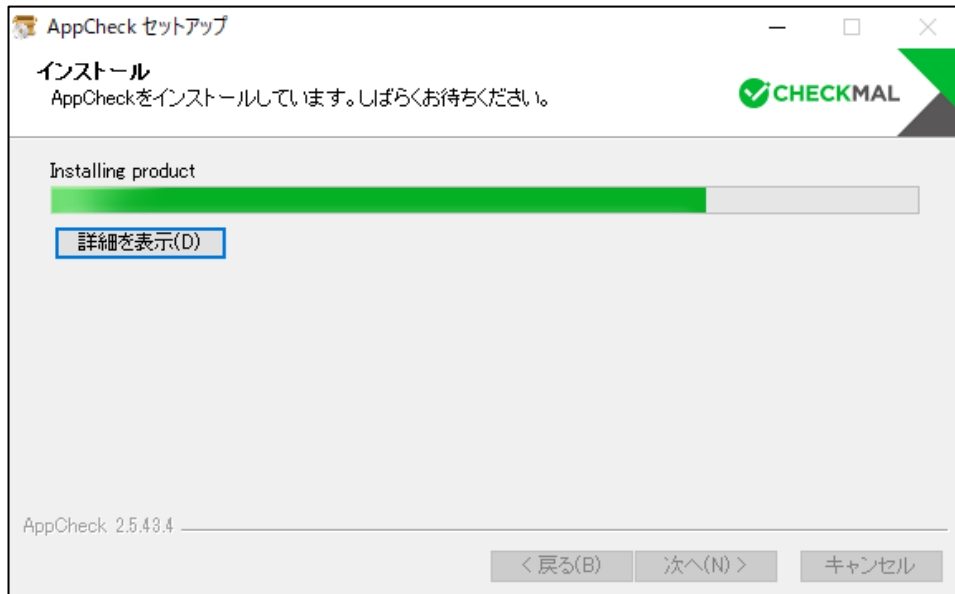 AppCheck セットアップ
インストール
AppCheckをインストールしています。しばらくお待ちください。
CHECKMAL
Installing product
詳細を表示(D)
AppCheck 2.5.43.4
< 戻る(B)
次へ(N) >
キャンセル